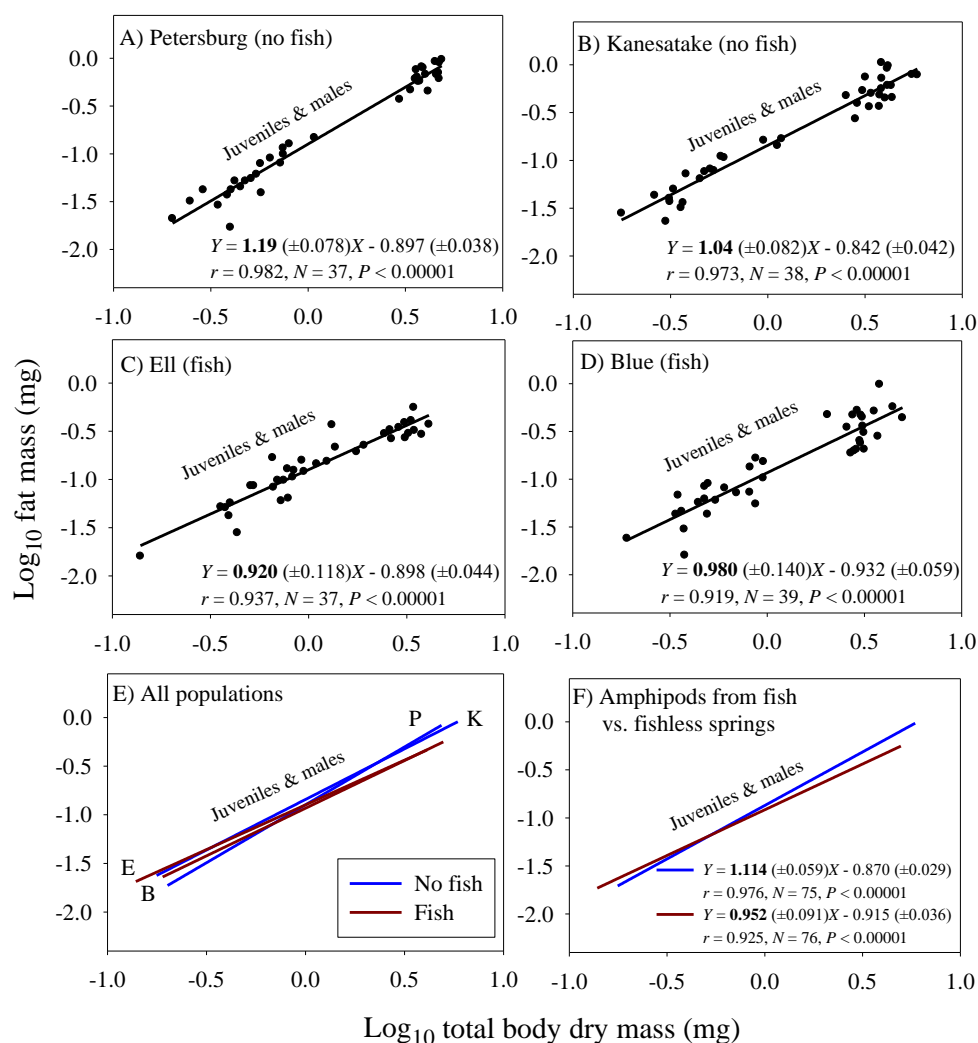 A) Petersburg (no fish)
0.0
-0.5
-1.0
-1.5
-2.0
Juveniles & males
Y = 1.19 (±0.078)X - 0.897 (±0.038)
r = 0.982, N = 37, P < 0.00001
-1.0 -0.5 0.0 0.5 1.0
B) Kanesatake (no fish)
0.0
-0.5
-1.0
-1.5
-2.0
Juveniles & males
Y = 1.04 (±0.082)X - 0.842 (±0.042)
r = 0.973, N = 38, P < 0.00001
-1.0 -0.5 0.0 0.5 1.0
Log10 fat mass (mg)
C) Ell (fish)
0.0
-0.5
-1.0
-1.5
-2.0
Juveniles & males
Y = 0.920 (±0.118)X - 0.898 (±0.044)
r = 0.937, N = 37, P < 0.00001
-1.0 -0.5 0.0 0.5 1.0
D) Blue (fish)
0.0
-0.5
-1.0
-1.5
-2.0
Juveniles & males
Y = 0.980 (±0.140)X - 0.932 (±0.059)
r = 0.919, N = 39, P < 0.00001
-1.0 -0.5 0.0 0.5 1.0
E) All populations
0.0
-0.5
-1.0
-1.5
-2.0
P K
Juveniles & males
E
B
No fish
Fish
-1.0 -0.5 0.0 0.5 1.0
F) Amphipods from fish
vs. fishless springs
0.0
-0.5
-1.0
-1.5
-2.0
Juveniles & males
Y = 1.114 (±0.059)X - 0.870 (±0.029)
r = 0.976, N = 75, P < 0.00001
Y = 0.952 (±0.091)X - 0.915 (±0.036)
r = 0.925, N = 76, P < 0.00001
-1.0 -0.5 0.0 0.5 1.0
Log10 total body dry mass (mg)